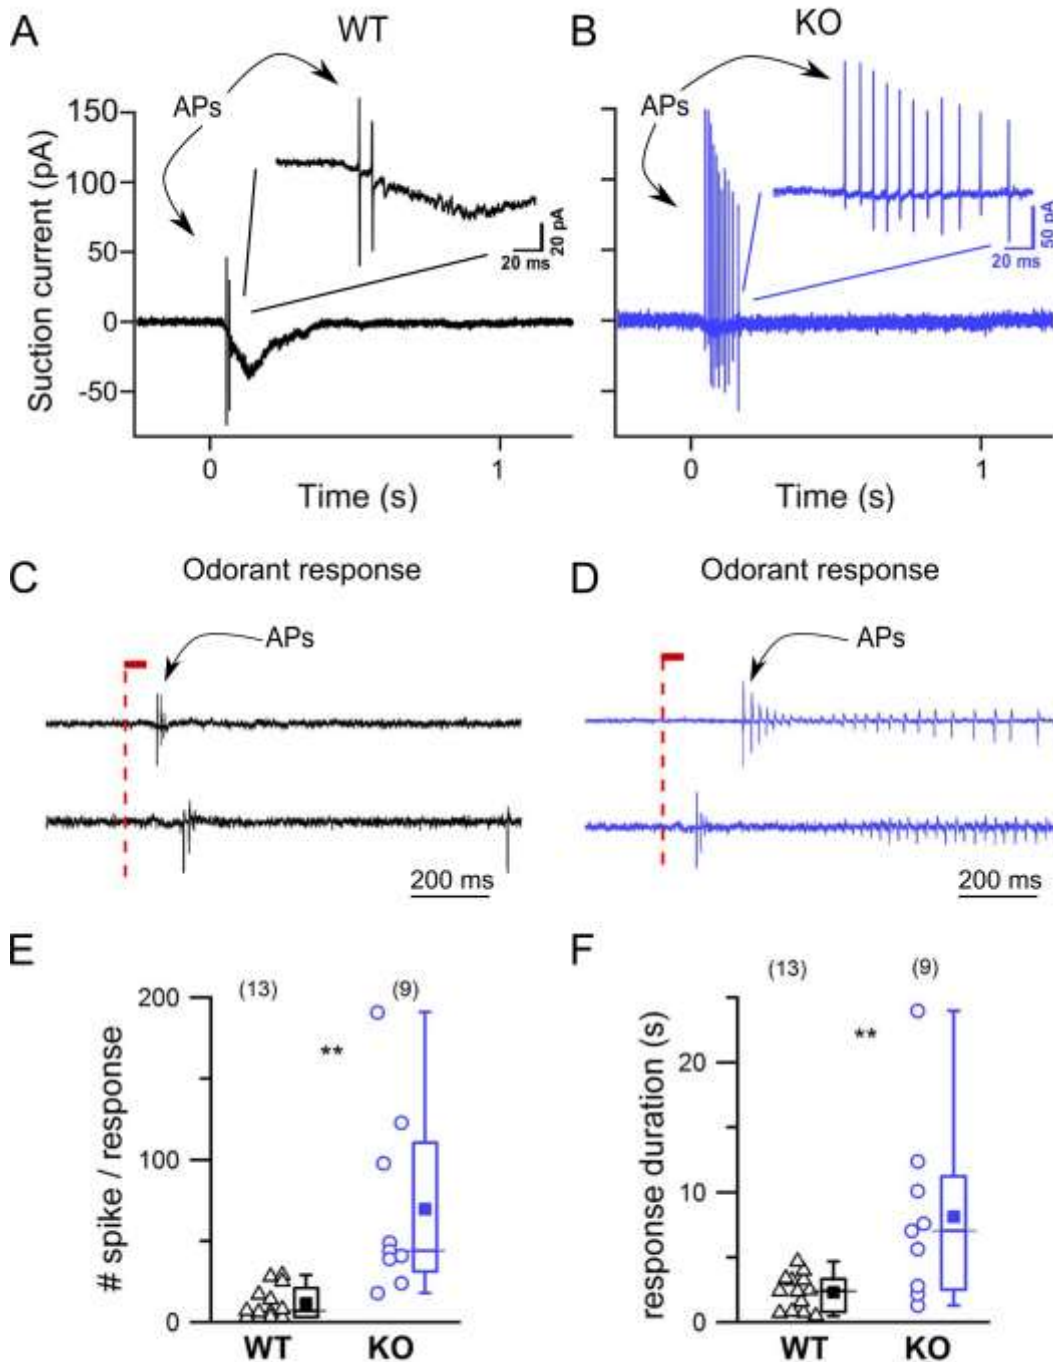 A
WT
APs
Suction current (pA)
150
100
50
0
-50
20 ms
20 pA
0
1
Time (s)
B
KO
APs
20 ms
50 pA
0
1
Time (s)
C
Odorant response
APs
200 ms
D
Odorant response
APs
200 ms
E
(13)
(9)
**
# spike / response
200
100
0
WT
KO
F
(13)
(9)
**
response duration (s)
20
10
0
WT
KO